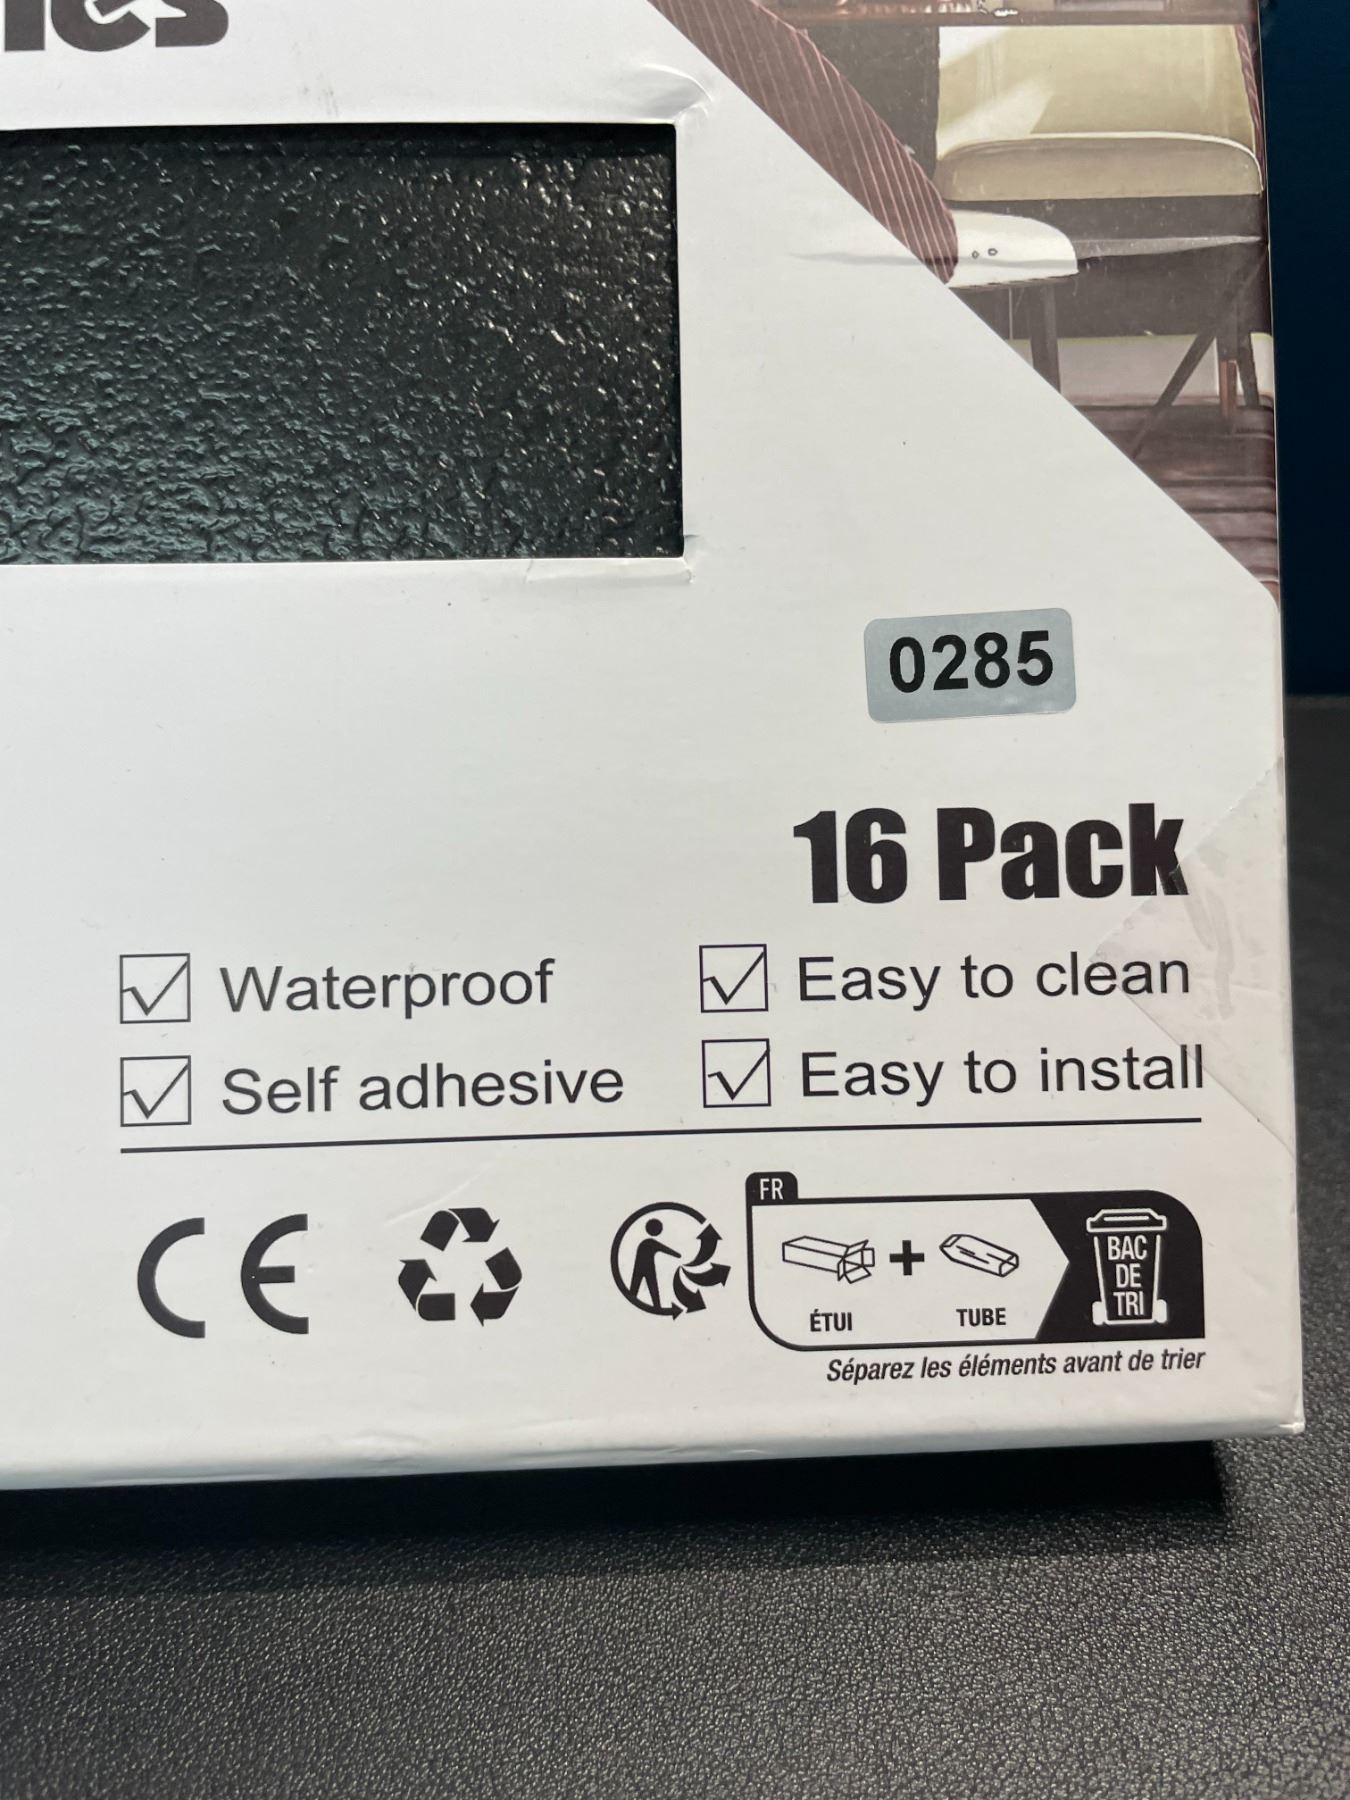 0285
16 Pack
Waterproof
Easy to clean
Self adhesive
Easy to install
CE
FR
ÉTUI
+
TUBE
BAC
DE
TRI
Séparez les éléments avant de trier